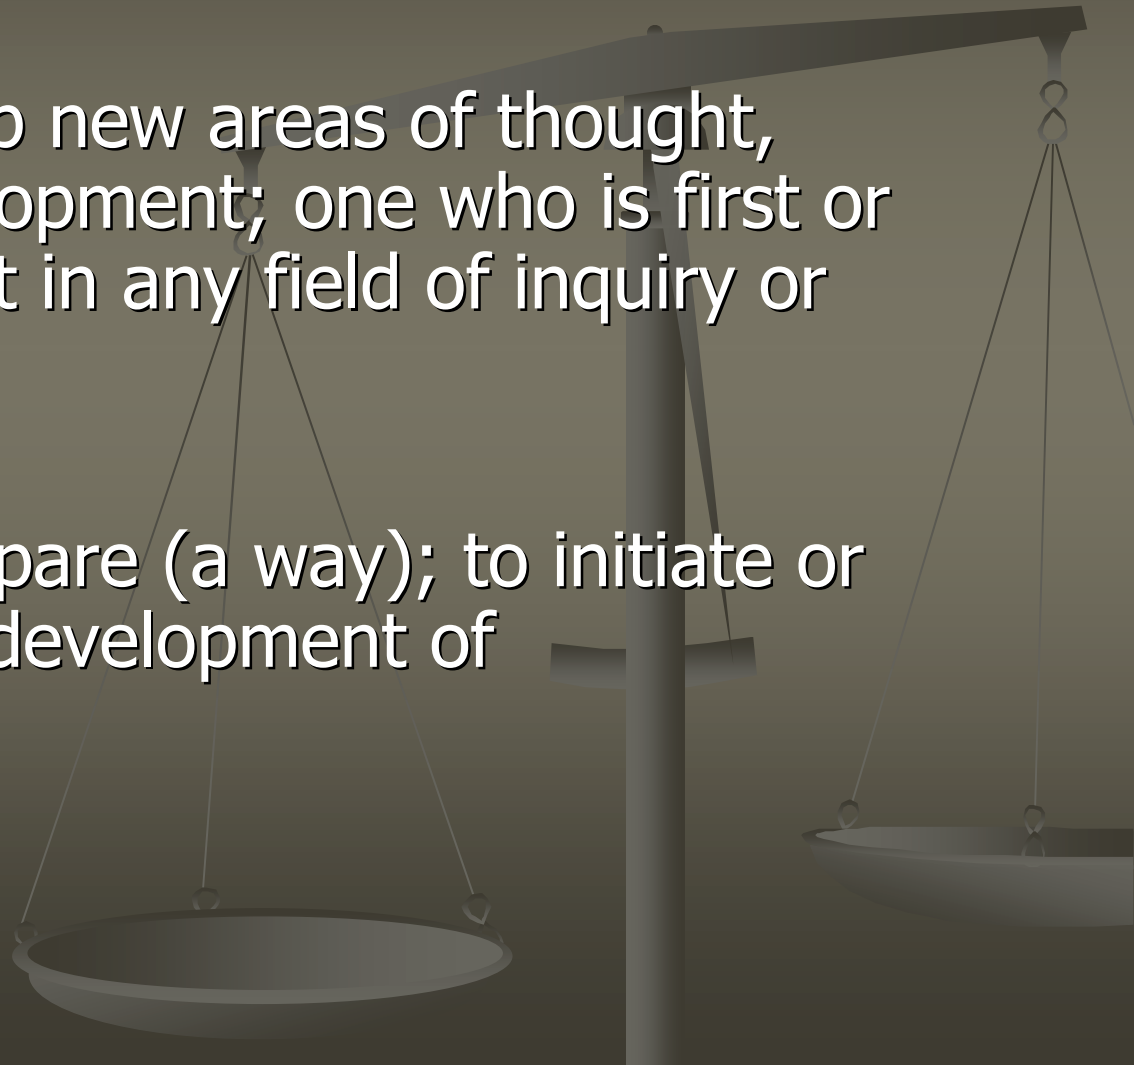 p new areas of thought,
opment; one who is first or
t in any field of inquiry or
pare (a way); to initiate or
development of